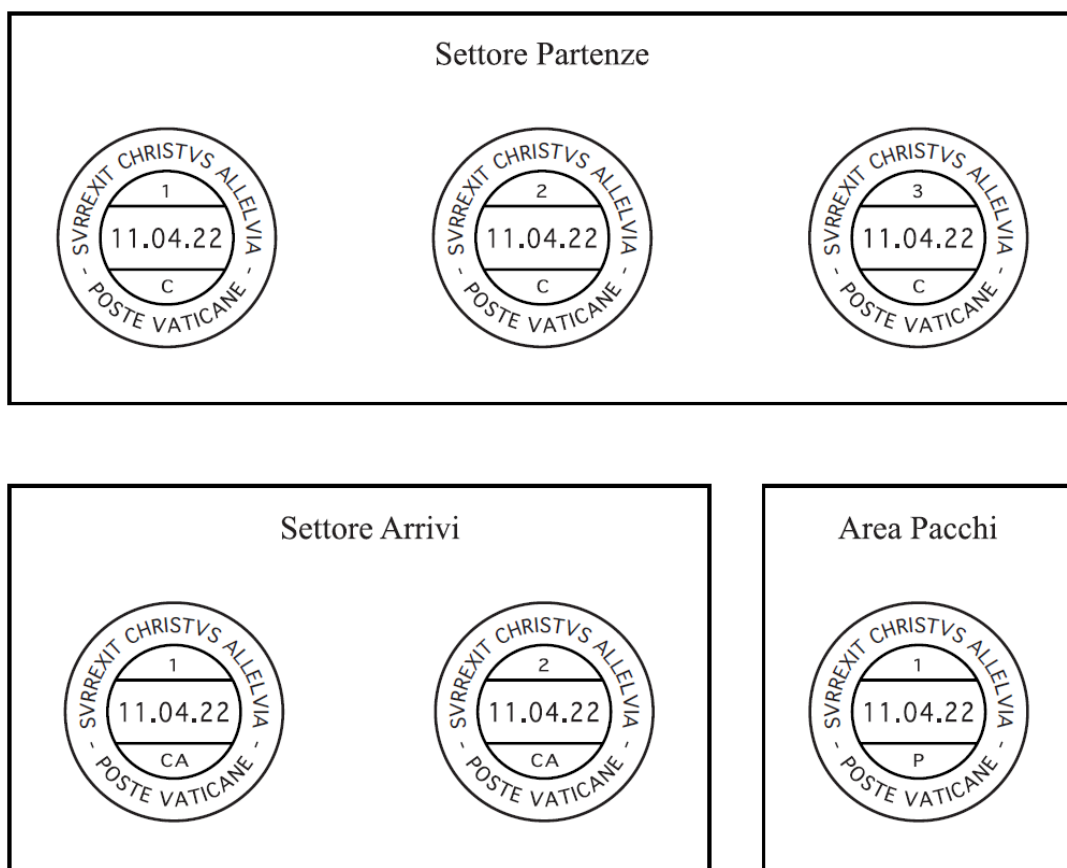 Settore Partenze
SVRREXIT CHRISTVS ALLELVIA
1
11.04.22
C
- POSTE VATICANE -
SVRREXIT CHRISTVS ALLELVIA
2
11.04.22
C
- POSTE VATICANE -
SVRREXIT CHRISTVS ALLELVIA
3
11.04.22
C
- POSTE VATICANE -
Settore Arrivi
SVRREXIT CHRISTVS ALLELVIA
1
11.04.22
CA
- POSTE VATICANE -
SVRREXIT CHRISTVS ALLELVIA
2
11.04.22
CA
- POSTE VATICANE -
Area Pacchi
SVRREXIT CHRISTVS ALLELVIA
1
11.04.22
P
- POSTE VATICANE -